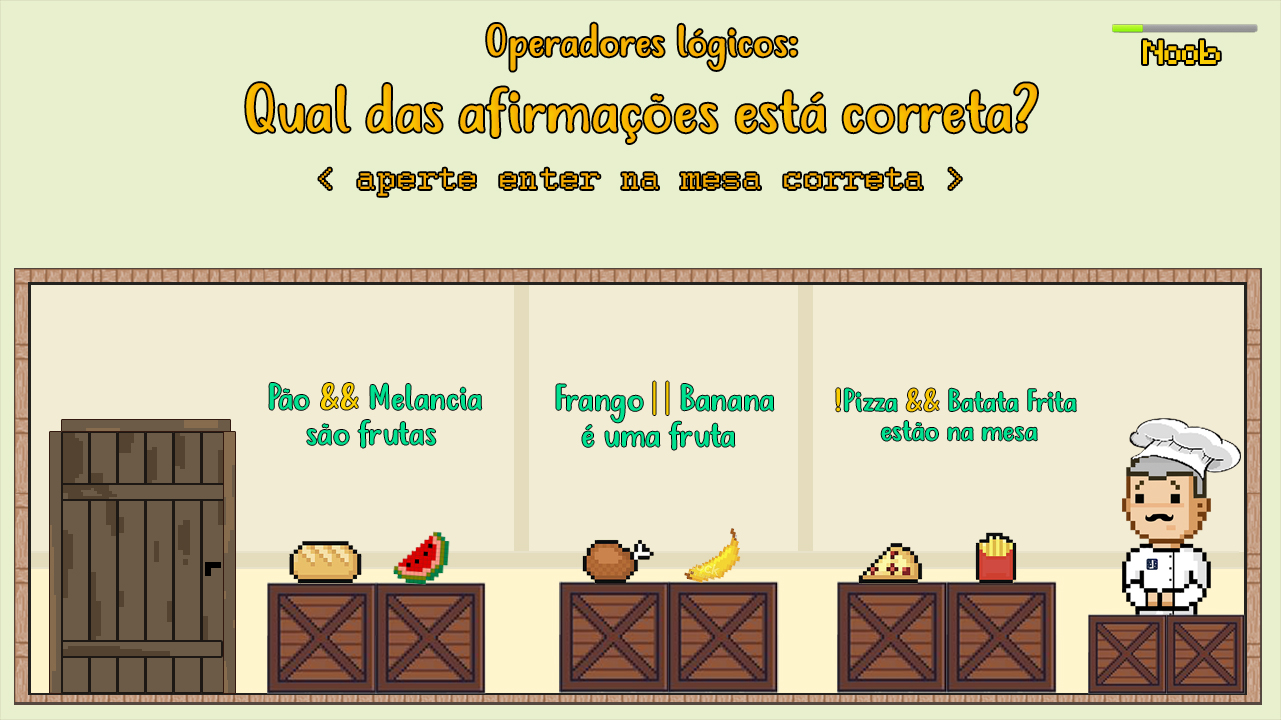 Operadores lógicos:
Noob
Qual das afirmações está correta?
< aperte enter na mesa correta >
Pão && Melancia
são frutas
Frango || Banana
é uma fruta
!Pizza && Batata Frita
estão na mesa